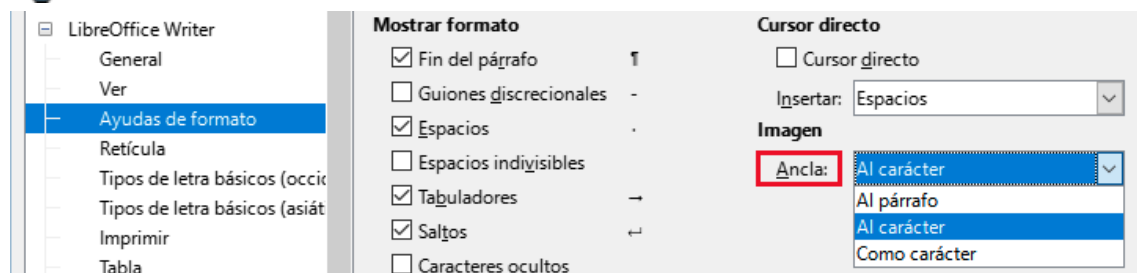 LibreOffice Writer
General
Ver
Ayudas de formato
Retícula
Tipos de letra básicos (occid
Tipos de letra básicos (asiát
Imprimir
Tabla
Mostrar formato
Fin del párrafo ¶
Guiones discrecionales -
Espacios ·
Espacios indivisibles
Tabuladores →
Saltos ↵
Caracteres ocultos
Cursor directo
Cursor directo
Insertar: Espacios
Imagen
Ancla: Al carácter
Al párrafo
Al carácter
Como carácter